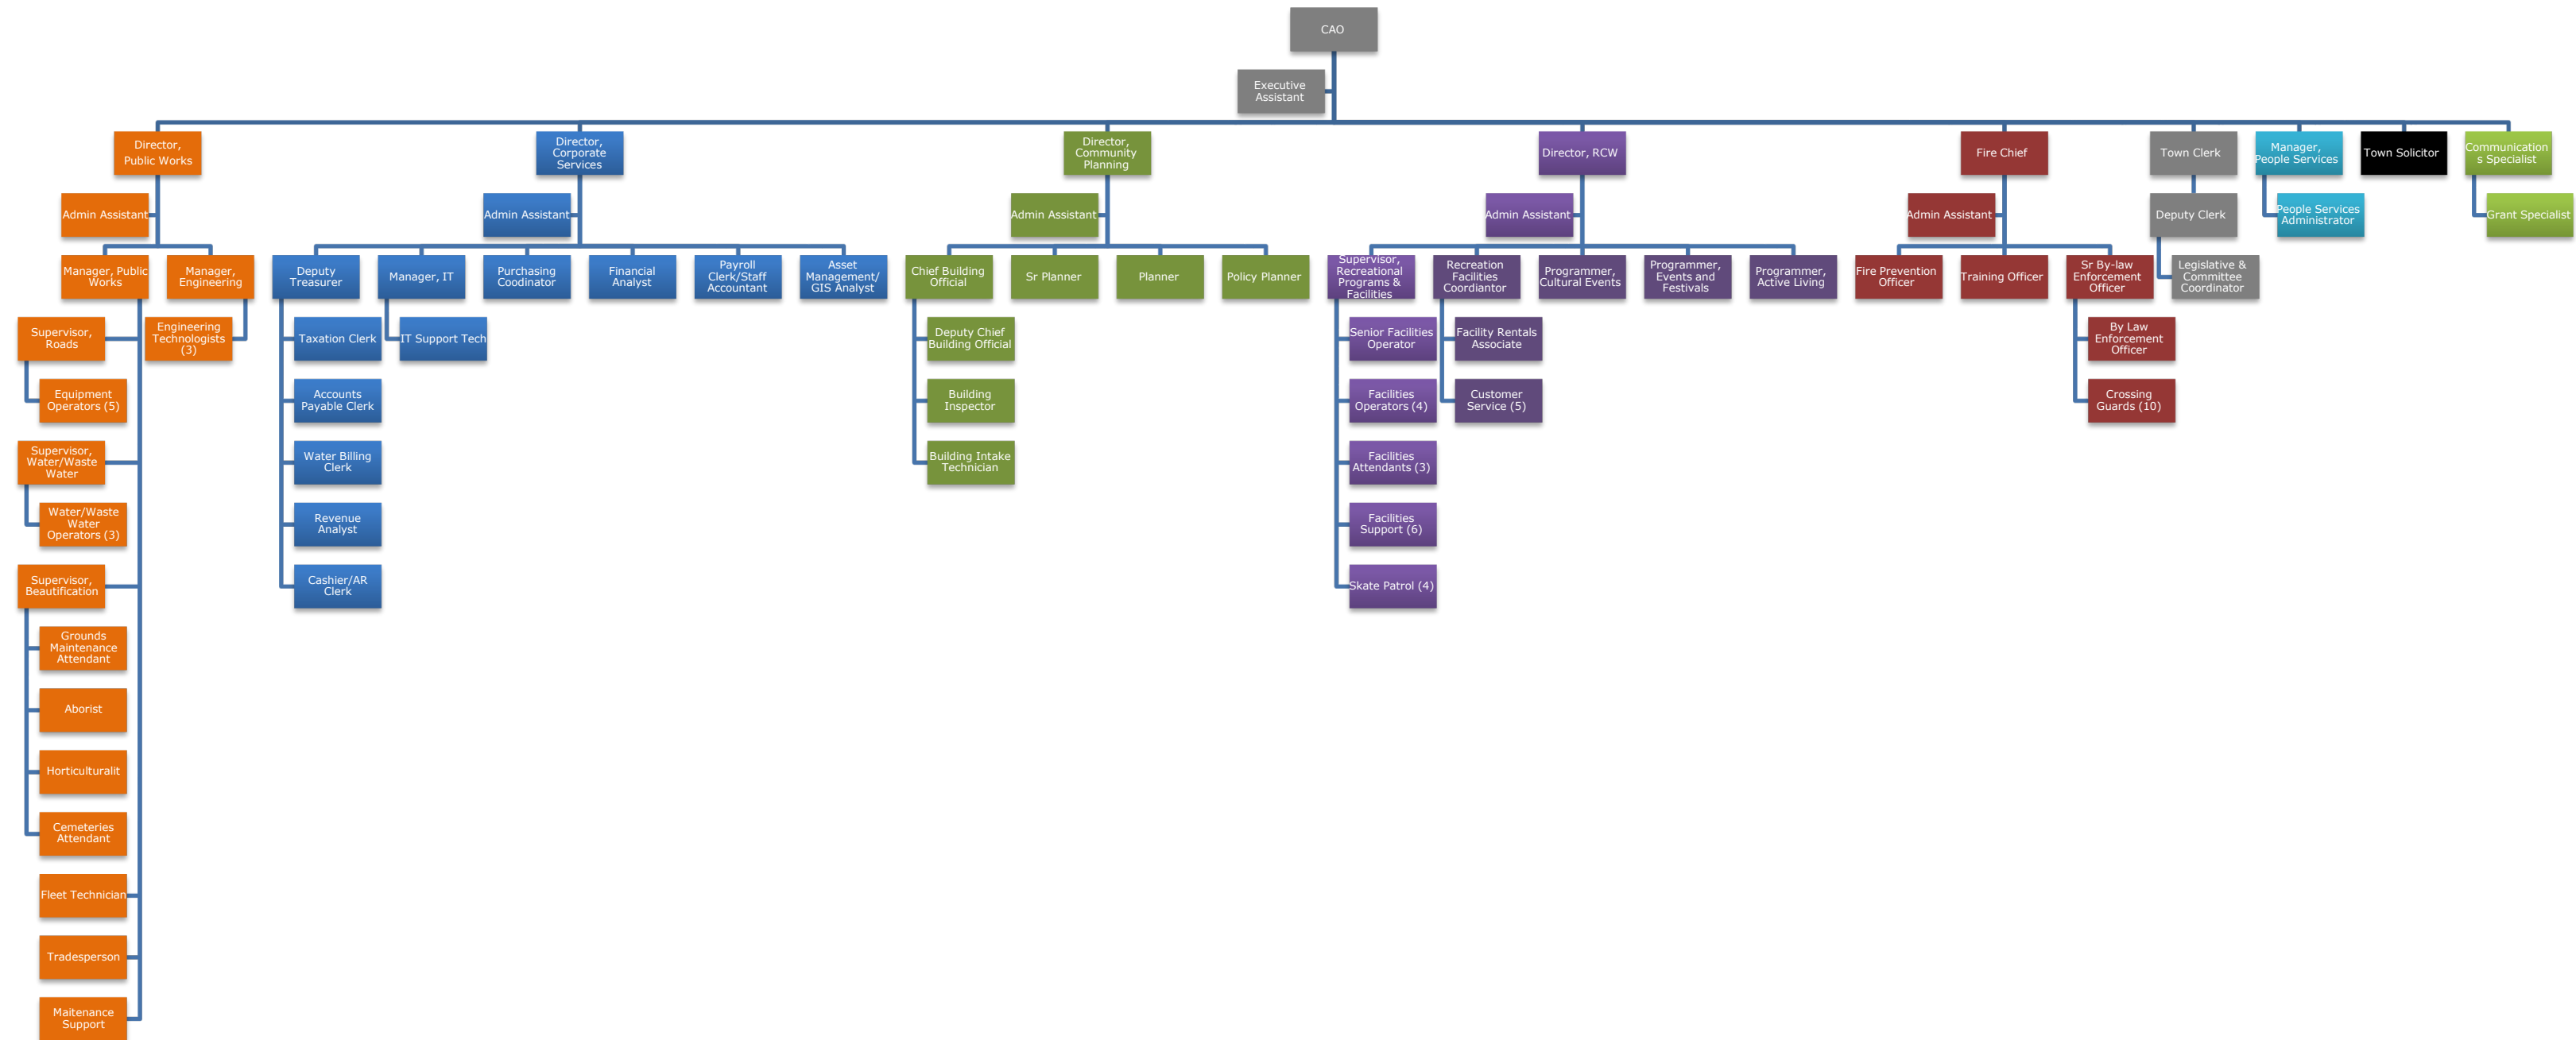 CAO
Executive
Assistant
Director,
Public Works
Director,
Corporate
Services
Director,
Community
Planning
Director, RCW
Fire Chief
Town Clerk
Manager,
People Services
Town Solicitor
Communication
s Specialist
Admin Assistant
Admin Assistant
Admin Assistant
Admin Assistant
Admin Assistant
Deputy Clerk
People Services
Administrator
Grant Specialist
Manager, Public
Works
Manager,
Engineering
Deputy
Treasurer
Manager, IT
Purchasing
Coodinator
Financial
Analyst
Payroll
Clerk/Staff
Accountant
Asset
Management/
GIS Analyst
Chief Building
Official
Sr Planner
Planner
Policy Planner
Supervisor,
Recreational
Programs &
Facilities
Recreation
Facilities
Coordiantor
Programmer,
Cultural Events
Programmer,
Events and
Festivals
Programmer,
Active Living
Fire Prevention
Officer
Training Officer
Sr By-law
Enforcement
Officer
Legislative &
Committee
Coordinator
Supervisor,
Roads
Engineering
Technologists
(3)
Taxation Clerk
IT Support Tech
Deputy Chief
Building Official
Senior Facilities
Operator
Facility Rentals
Associate
By Law
Enforcement
Officer
Equipment
Operators (5)
Accounts
Payable Clerk
Building
Inspector
Facilities
Operators (4)
Customer
Service (5)
Crossing
Guards (10)
Supervisor,
Water/Waste
Water
Water Billing
Clerk
Building Intake
Technician
Facilities
Attendants (3)
Water/Waste
Water
Operators (3)
Revenue
Analyst
Facilities
Support (6)
Supervisor,
Beautification
Cashier/AR
Clerk
Skate Patrol (4)
Grounds
Maintenance
Attendant
Aborist
Horticulturalit
Cemeteries
Attendant
Fleet Technician
Tradesperson
Maitenance
Support